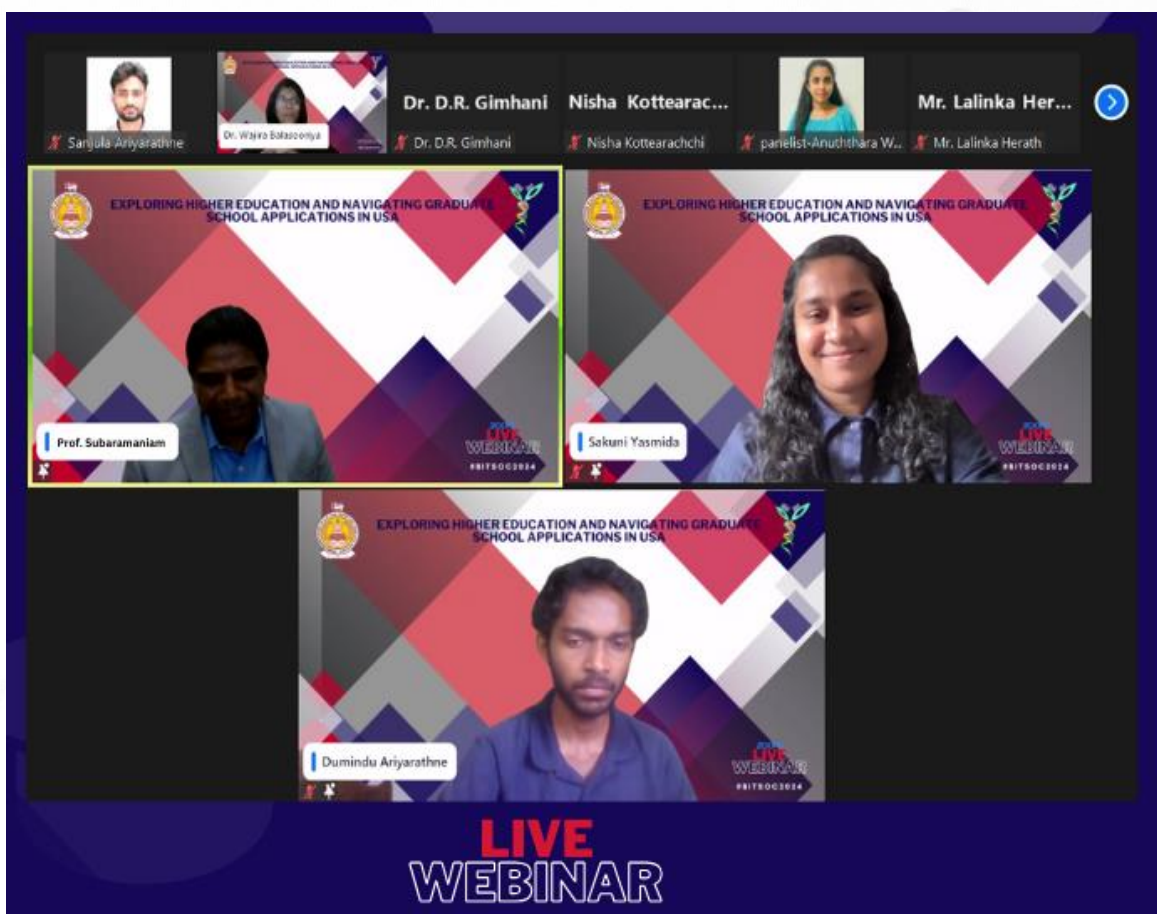 Dr. D.R. Gimhani
Nisha Kottearac...
Mr. Lalinka Her...
Sanjula Ariyarathne
Dr. Wajira Balasooriya
Dr. D.R. Gimhani
Nisha Kottearachchi
panelist-Anuththara W...
Mr. Lalinka Herath
EXPLORING HIGHER EDUCATION AND NAVIGATING GRADUATE
SCHOOL APPLICATIONS IN USA
Prof. Subaramaniam
LIVE
WEBINAR
#BITSOC2024
EXPLORING HIGHER EDUCATION AND NAVIGATING GRADUATE
SCHOOL APPLICATIONS IN USA
Sakuni Yasmida
LIVE
WEBINAR
#BITSOC2024
EXPLORING HIGHER EDUCATION AND NAVIGATING GRADUATE
SCHOOL APPLICATIONS IN USA
Dumindu Ariyarathne
LIVE
WEBINAR
#BITSOC2024
LIVE
WEBINAR